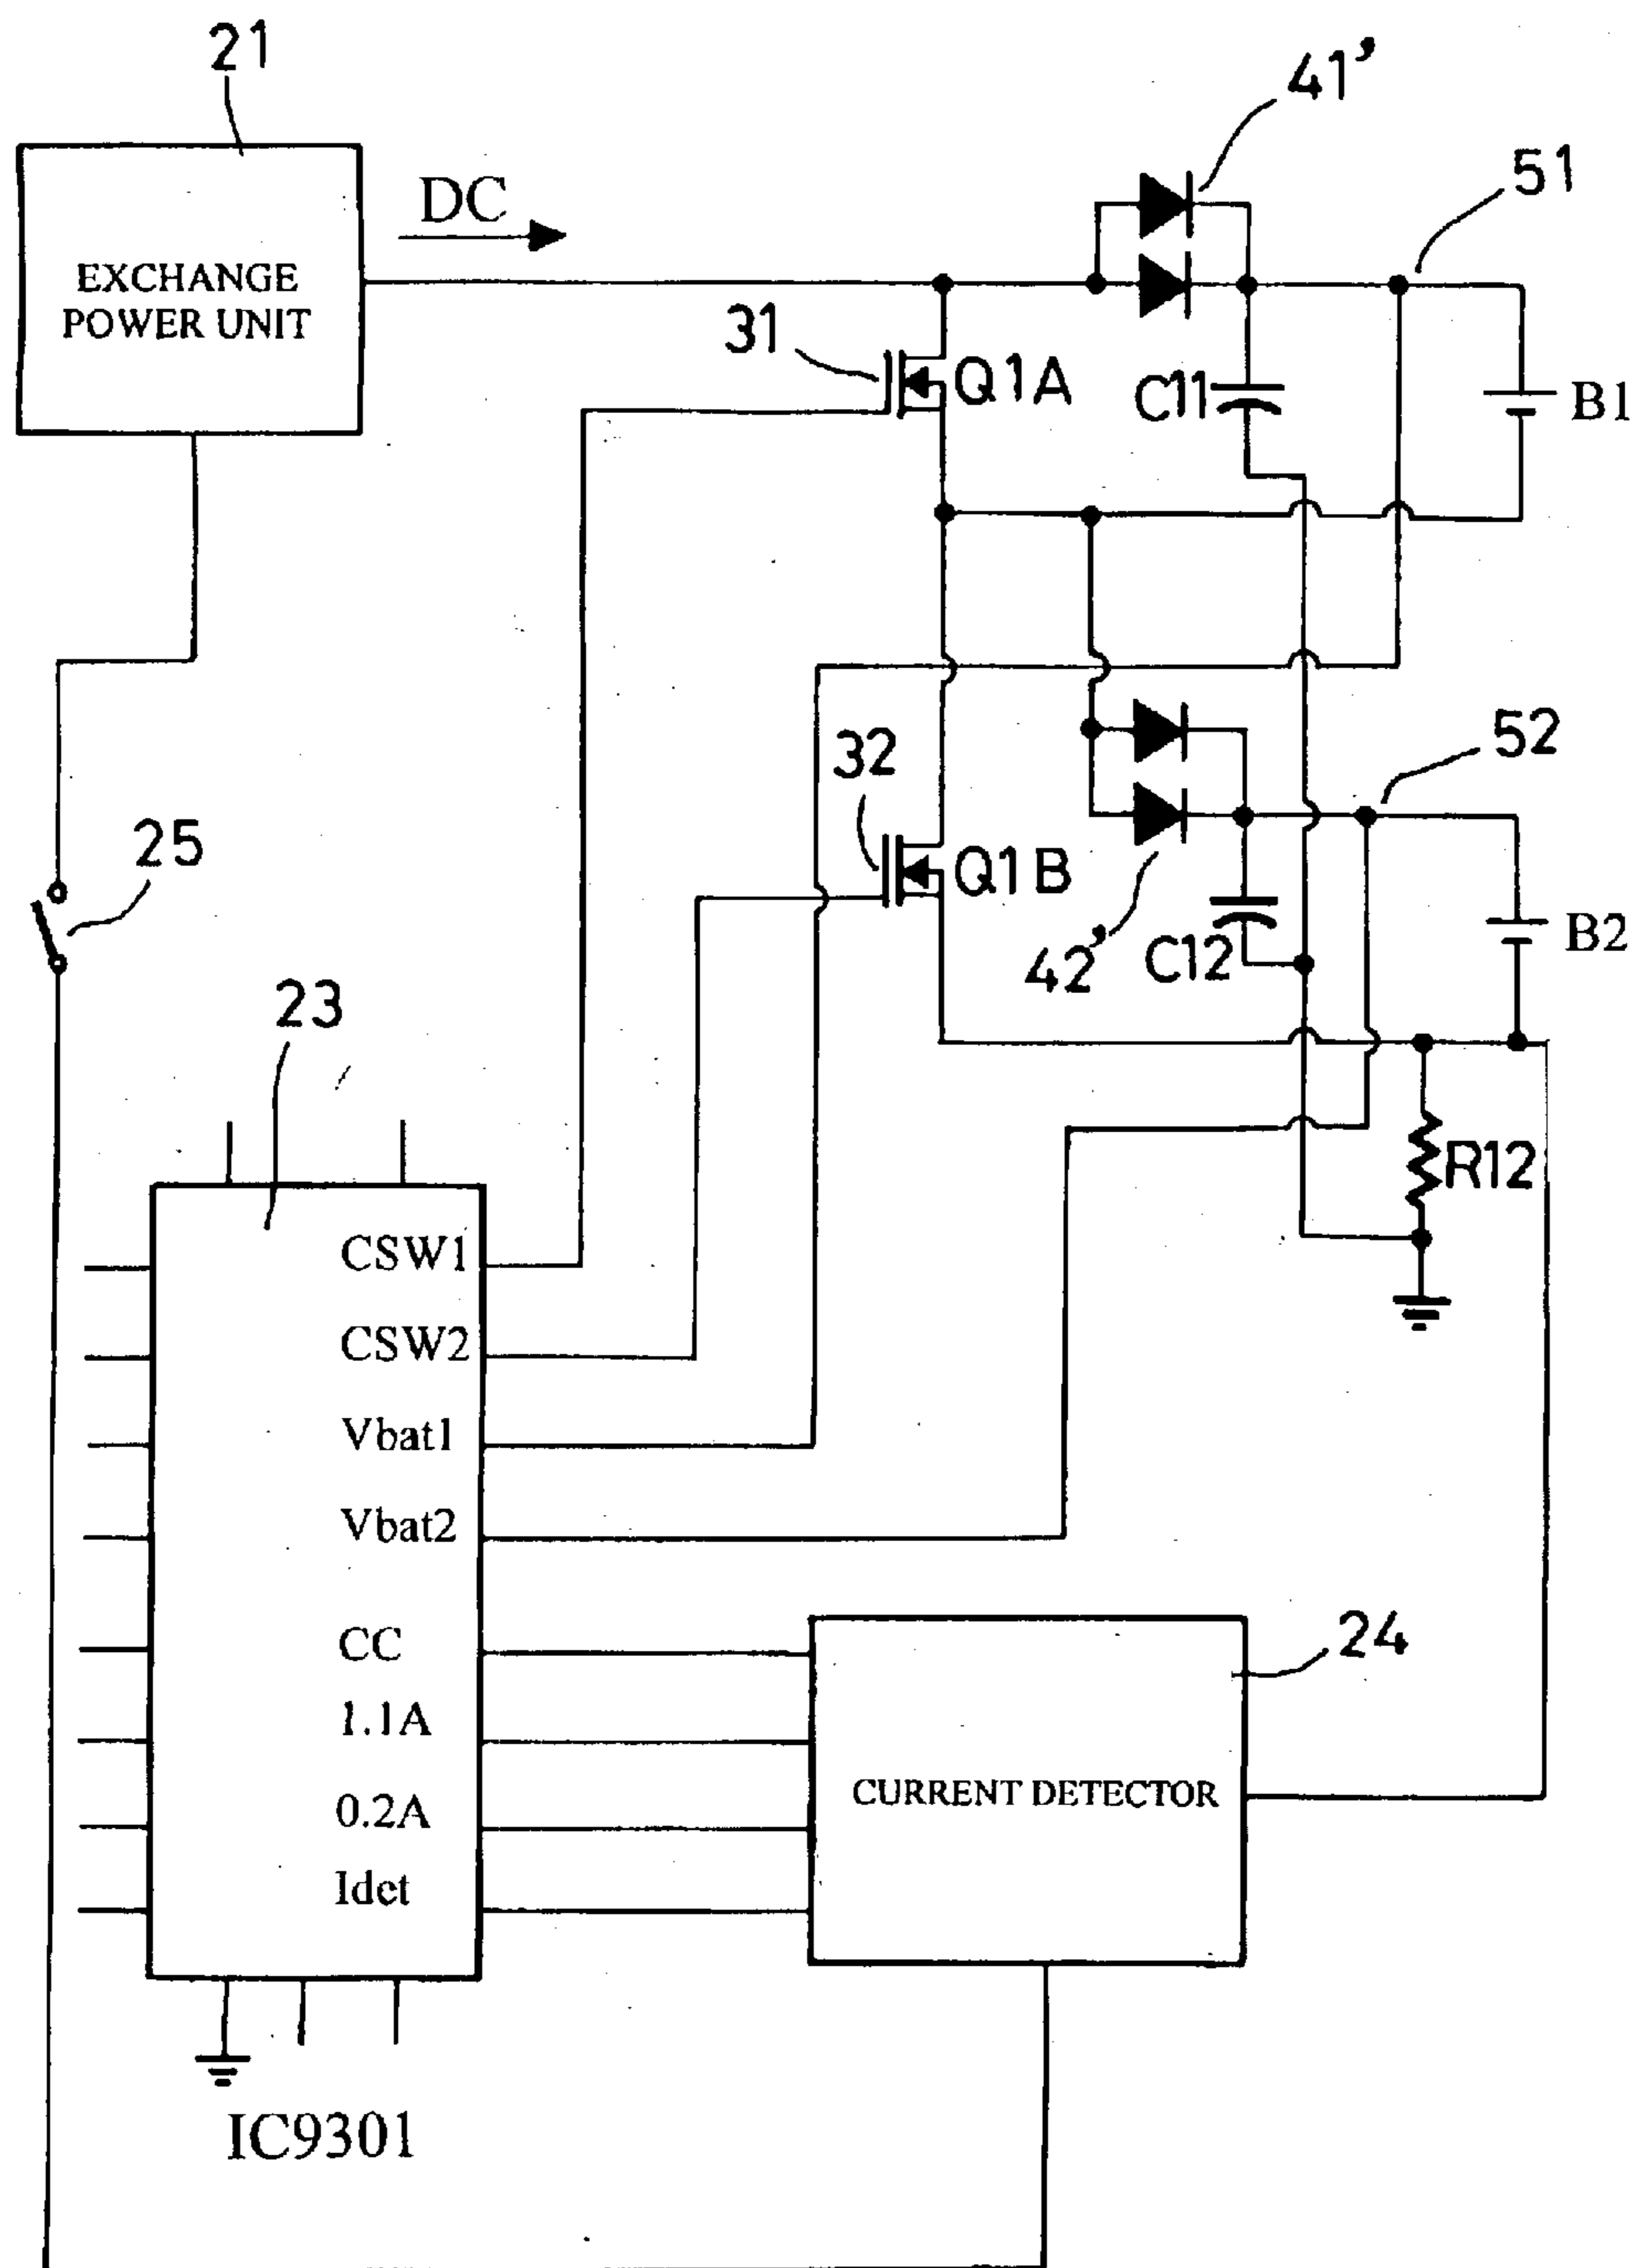 21
41’
DC
51
EXCHANGE
POWER UNIT
31
Q1A
C11
B1
52
32
25
Q1B
B2
42’
C12
23
R12
CSW1
CSW2
Vbat1
Vbat2
CC
24
1.1A
CURRENT DETECTOR
0.2A
Idet
IC9301